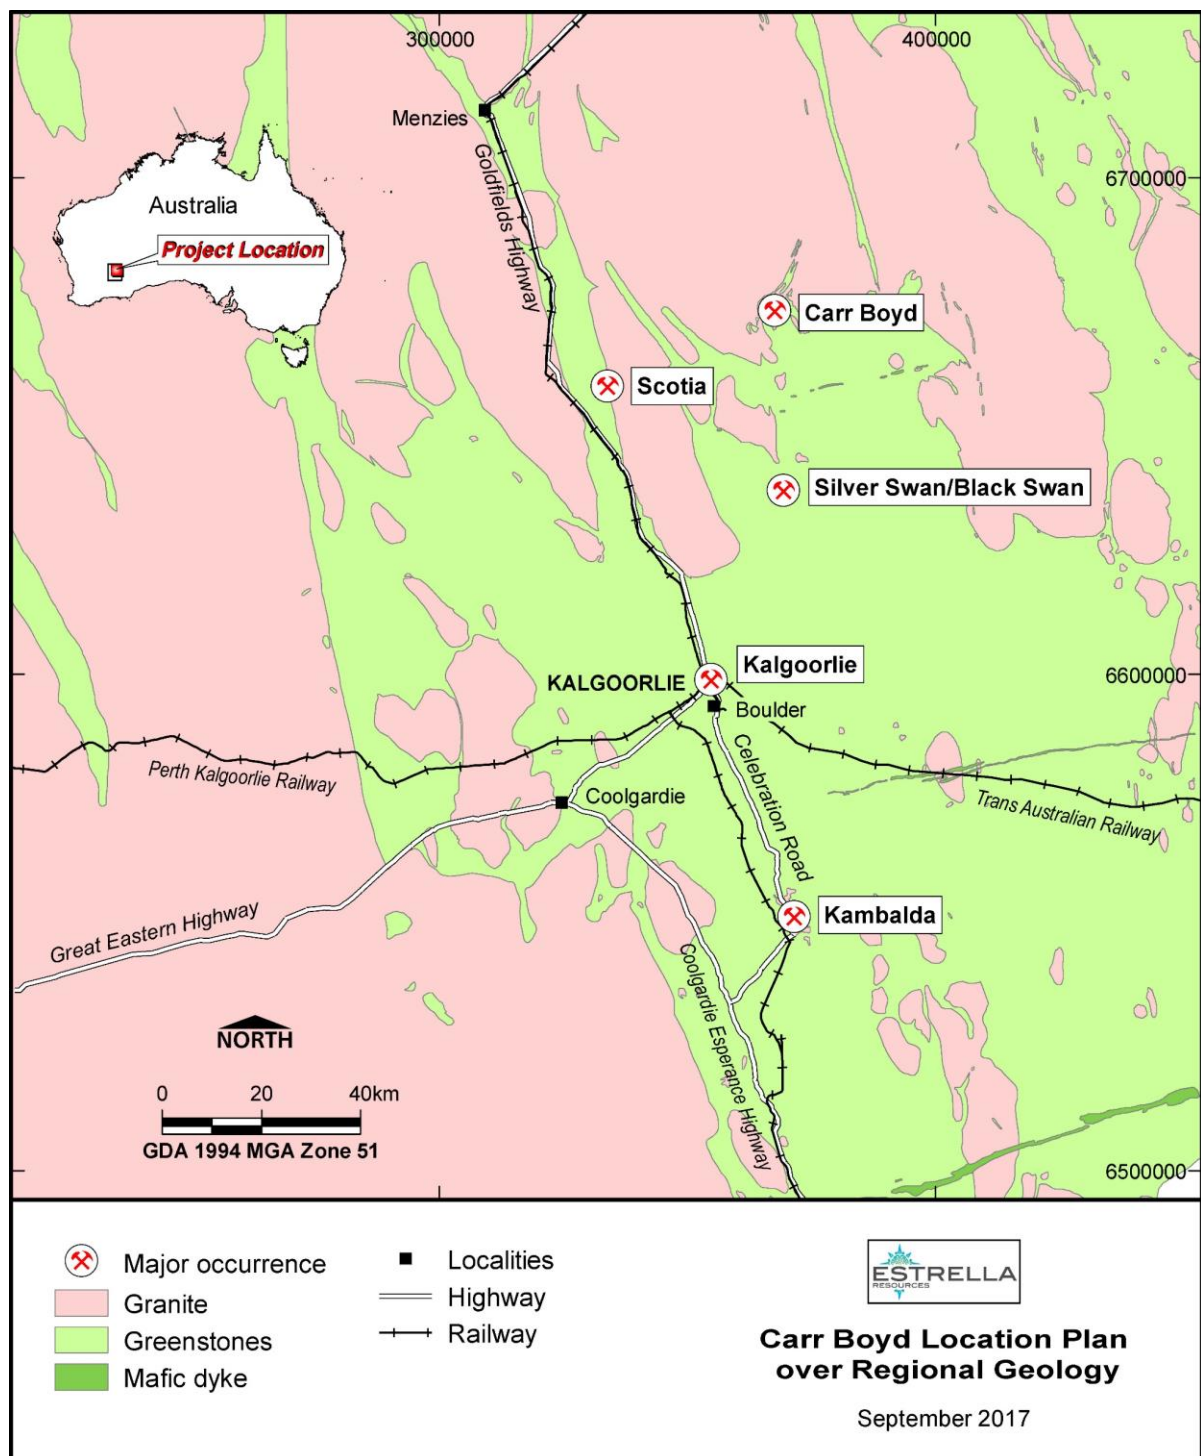 300000
400000
Menzies
Goldfields Highway
6700000
Australia
Project Location
Carr Boyd
Scotia
Silver Swan/Black Swan
Kalgoorlie
KALGOORLIE
6600000
Boulder
Perth Kalgoorlie Railway
Celebration Road
Coolgardie
Trans Australian Railway
Great Eastern Highway
Kambalda
Coolgardie Esperance Highway
NORTH
0 20 40km
GDA 1994 MGA Zone 51
6500000
Major occurrence
Granite
Greenstones
Mafic dyke
Localities
Highway
Railway
ESTRELLA
RESOURCES
Carr Boyd Location Plan
over Regional Geology
September 2017